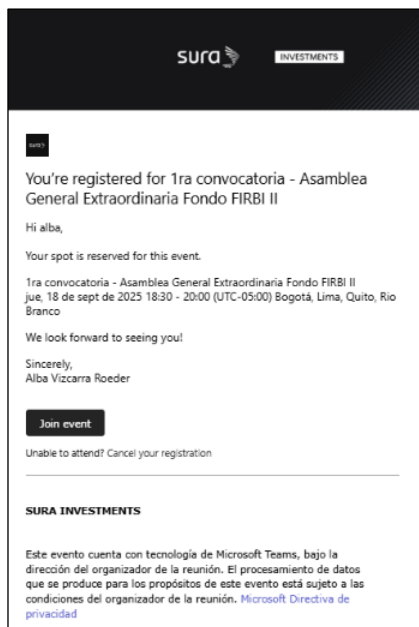 sura
INVESTMENTS
sura
You're registered for 1ra convocatoria - Asamblea
General Extraordinaria Fondo FIRBI II
Hi alba,
Your spot is reserved for this event.
1ra convocatoria - Asamblea General Extraordinaria Fondo FIRBI II
jue, 18 de sept de 2025 18:30 - 20:00 (UTC-05:00) Bogotá, Lima, Quito, Rio
Branco
We look forward to seeing you!
Sincerely,
Alba Vizcarra Roeder
Join event
Unable to attend? Cancel your registration
SURA INVESTMENTS
Este evento cuenta con tecnología de Microsoft Teams, bajo la
dirección del organizador de la reunión. El procesamiento de datos
que se produce para los propósitos de este evento está sujeto a las
condiciones del organizador de la reunión. Microsoft Directiva de
privacidad